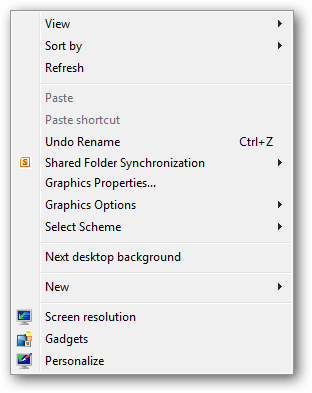 View
Sort by
Refresh
Paste
Paste shortcut
Undo Rename Ctrl+Z
Shared Folder Synchronization
Graphics Properties...
Graphics Options
Select Scheme
Next desktop background
New
Screen resolution
Gadgets
Personalize